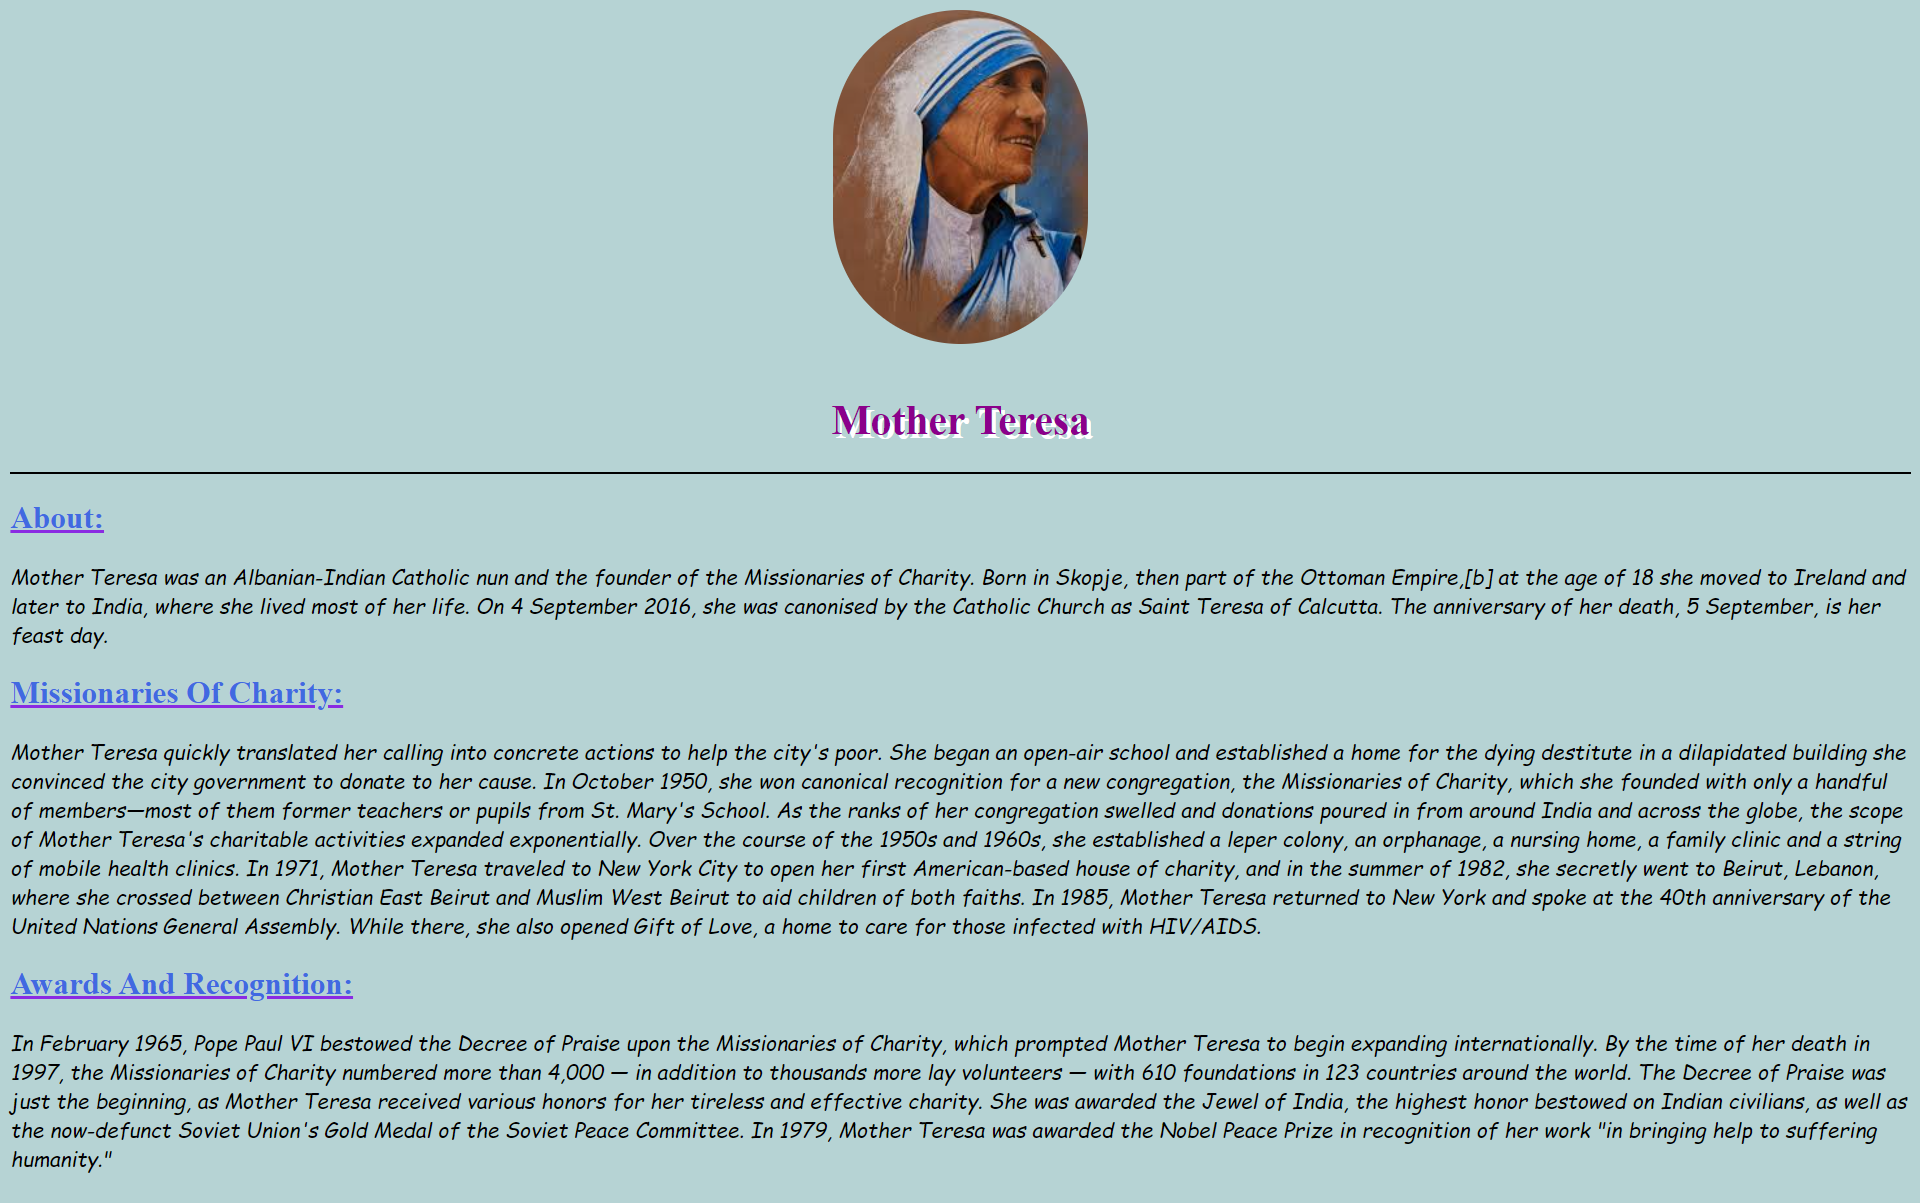 Mother Teresa
About:
Mother Teresa was an Albanian-Indian Catholic nun and the founder of the Missionaries of Charity. Born in Skopje, then part of the Ottoman Empire,[b] at the age of 18 she moved to Ireland and
later to India, where she lived most of her life. On 4 September 2016, she was canonised by the Catholic Church as Saint Teresa of Calcutta. The anniversary of her death, 5 September, is her
feast day.
Missionaries Of Charity:
Mother Teresa quickly translated her calling into concrete actions to help the city's poor. She began an open-air school and established a home for the dying destitute in a dilapidated building she
convinced the city government to donate to her cause. In October 1950, she won canonical recognition for a new congregation, the Missionaries of Charity, which she founded with only a handful
of members—most of them former teachers or pupils from St. Mary's School. As the ranks of her congregation swelled and donations poured in from around India and across the globe, the scope
of Mother Teresa's charitable activities expanded exponentially. Over the course of the 1950s and 1960s, she established a leper colony, an orphanage, a nursing home, a family clinic and a string
of mobile health clinics. In 1971, Mother Teresa traveled to New York City to open her first American-based house of charity, and in the summer of 1982, she secretly went to Beirut, Lebanon,
where she crossed between Christian East Beirut and Muslim West Beirut to aid children of both faiths. In 1985, Mother Teresa returned to New York and spoke at the 40th anniversary of the
United Nations General Assembly. While there, she also opened Gift of Love, a home to care for those infected with HIV/AIDS.
Awards And Recognition:
In February 1965, Pope Paul VI bestowed the Decree of Praise upon the Missionaries of Charity, which prompted Mother Teresa to begin expanding internationally. By the time of her death in
1997, the Missionaries of Charity numbered more than 4,000 — in addition to thousands more lay volunteers — with 610 foundations in 123 countries around the world. The Decree of Praise was
just the beginning, as Mother Teresa received various honors for her tireless and effective charity. She was awarded the Jewel of India, the highest honor bestowed on Indian civilians, as well as
the now-defunct Soviet Union's Gold Medal of the Soviet Peace Committee. In 1979, Mother Teresa was awarded the Nobel Peace Prize in recognition of her work "in bringing help to suffering
humanity."